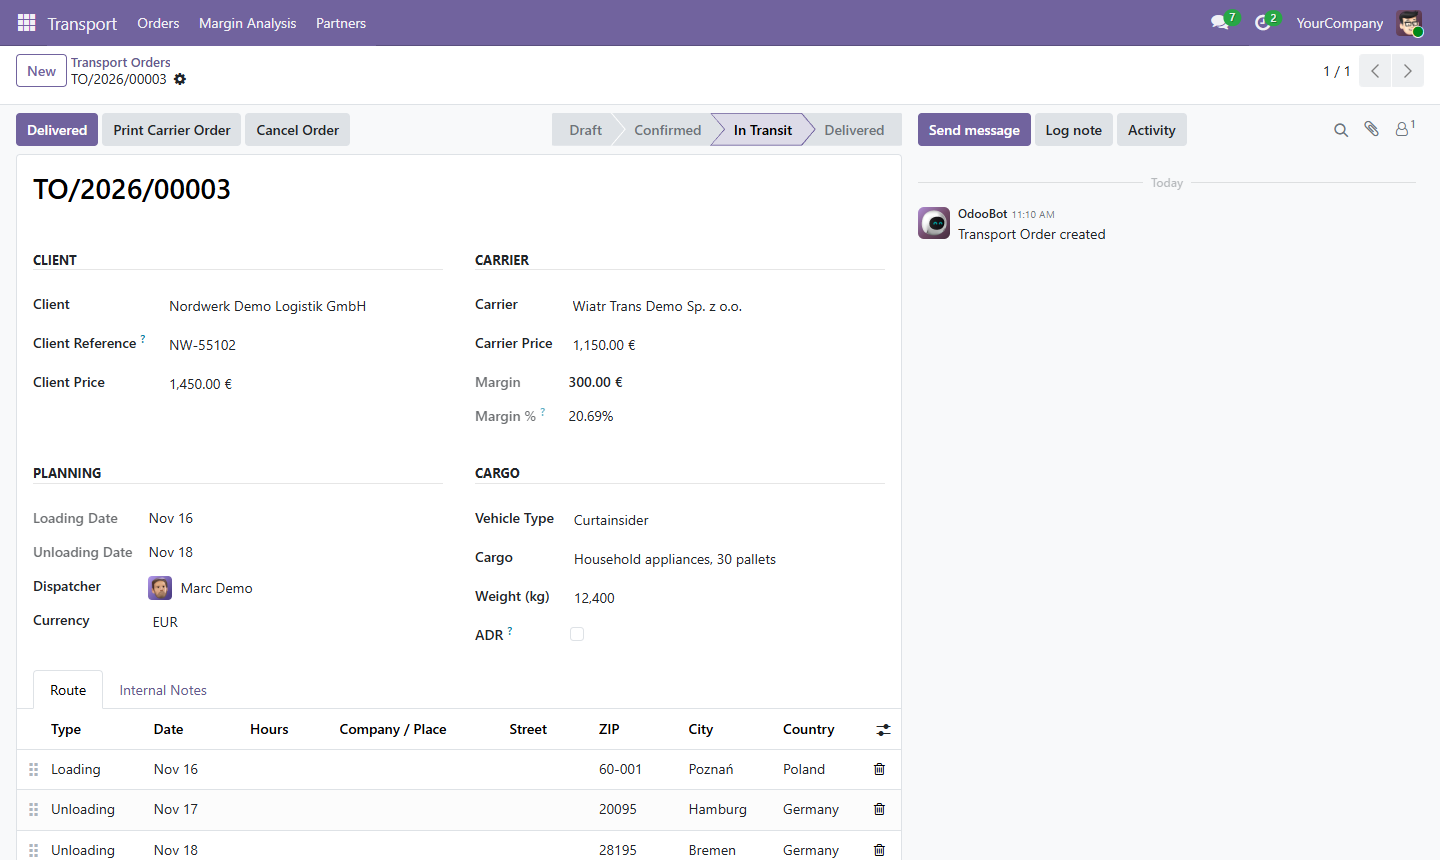 Transport Orders Margin Analysis Partners 7 2 YourCompany
New Transport Orders
TO/2026/00003 1 / 1
Delivered Print Carrier Order Cancel Order Draft Confirmed In Transit Delivered Send message Log note Activity 1
TO/2026/00003
Today
OdooBot 11:10 AM
Transport Order created
CLIENT CARRIER
Client Nordwerk Demo Logistik GmbH Carrier Wiatr Trans Demo Sp. z o.o.
Client Reference ? NW-55102 Carrier Price 1,150.00 €
Client Price 1,450.00 € Margin 300.00 €
Margin % ? 20.69%
PLANNING CARGO
Loading Date Nov 16 Vehicle Type Curtainsider
Unloading Date Nov 18 Cargo Household appliances, 30 pallets
Dispatcher Marc Demo Weight (kg) 12,400
Currency EUR ADR ?
Route Internal Notes
Type Date Hours Company / Place Street ZIP City Country
Loading Nov 16 60-001 Poznań Poland
Unloading Nov 17 20095 Hamburg Germany
Unloading Nov 18 28195 Bremen Germany